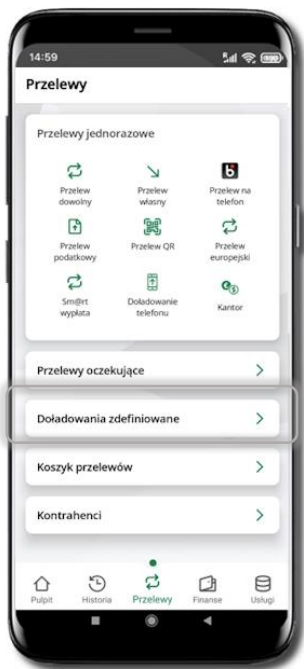 14:59
Przelewy
Przelewy jednorazowe
Przelew
dowolny
Przelew
własny
Przelew na
telefon
Przelew
podatkowy
Przelew QR
Przelew
europejski
Sm@rt
wypłata
Doładowanie
telefonu
Kantor
Przelewy oczekujące
Doładowania zdefiniowane
Koszyk przelewów
Kontrahenci
Pulpit
Historia
Przelewy
Finanse
Usługi